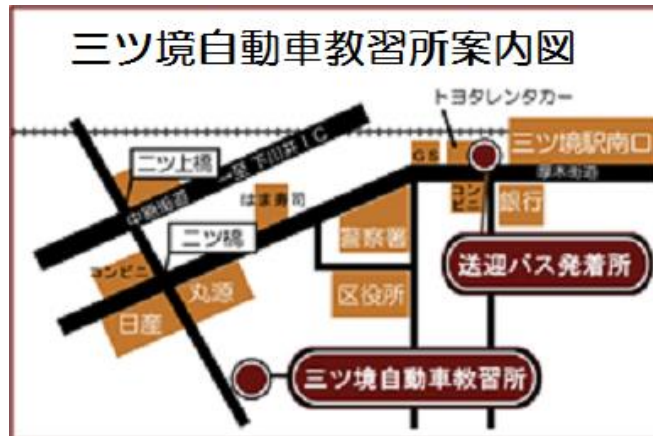 三ツ境自動車教習所案内図
トヨタレンタカー
二ツ上橋
至 下川井IC
中原街道
GS
三ツ境駅南口
厚木街道
はま寿司
コンビニ
銀行
二ツ橋
警察署
送迎バス発着所
コンビニ
丸源
区役所
日産
三ツ境自動車教習所